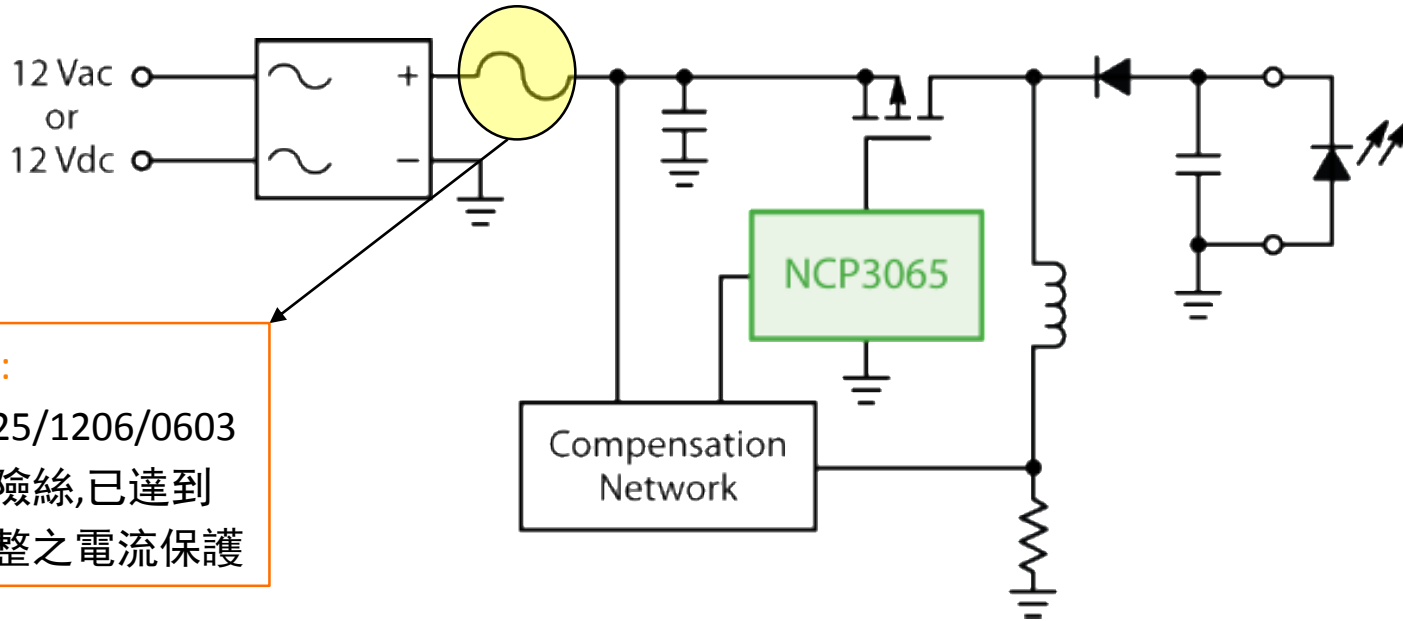 12 Vac
or
12 Vdc
+
−
NCP3065
Compensation
Network
:
25/1206/0603
險絲,已達到
整之電流保護